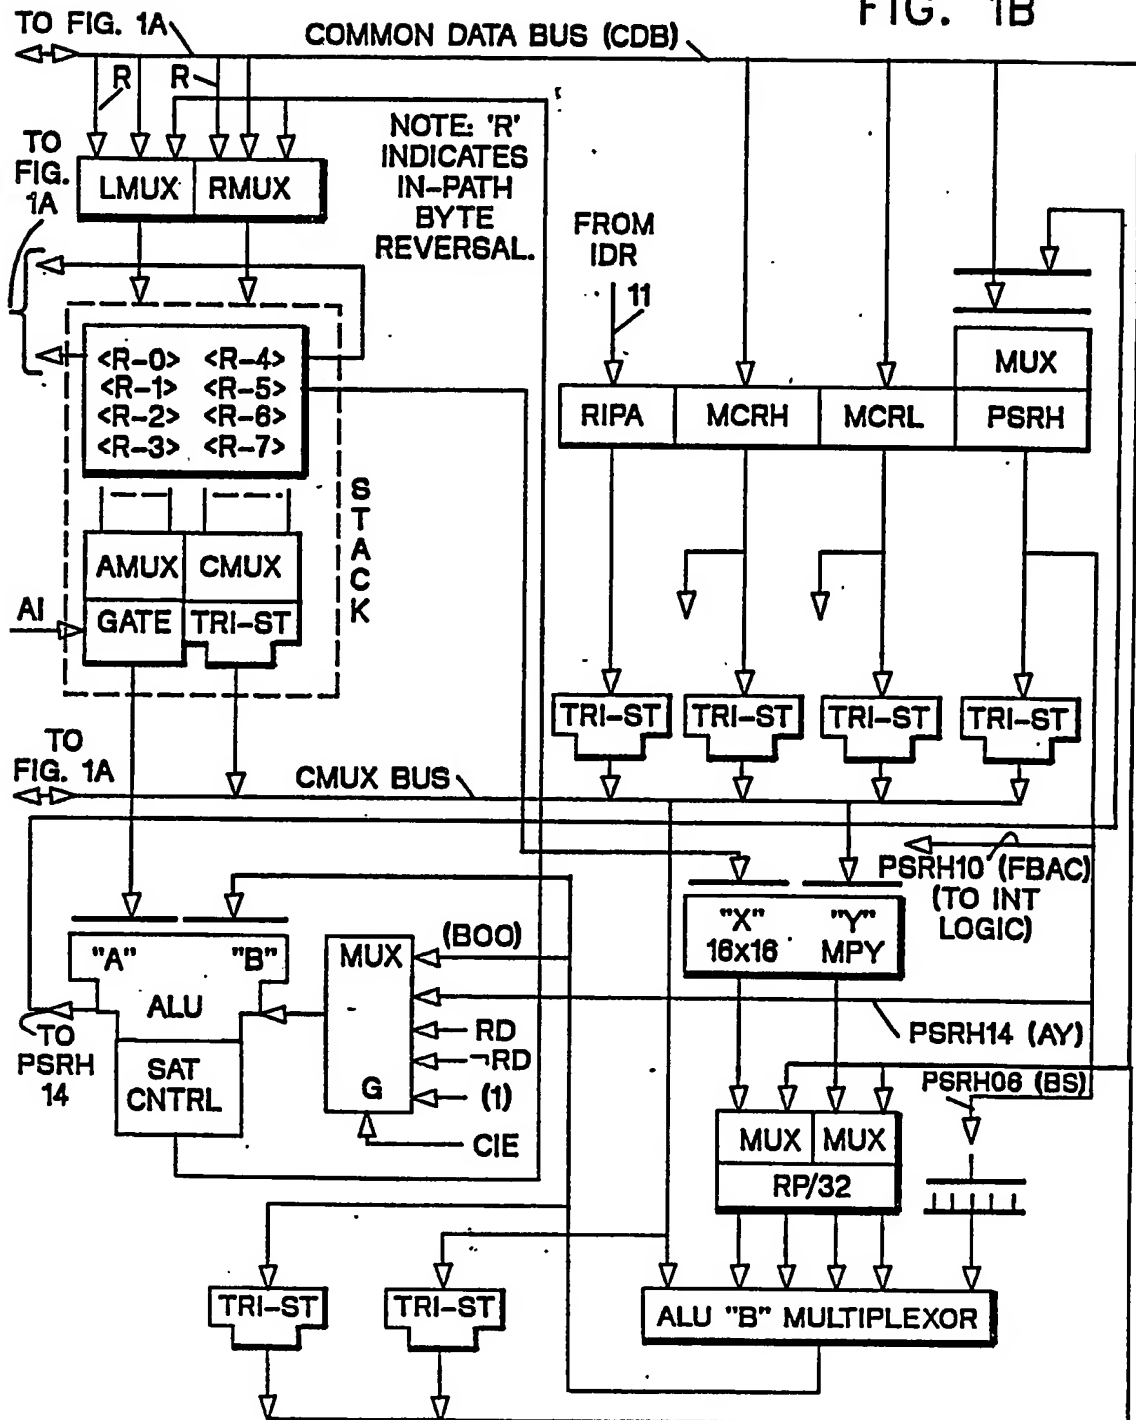 FIG. 1B
TO FIG. 1A
COMMON DATA BUS (CDB)
R
R
NOTE: 'R'
INDICATES
IN-PATH
BYTE
REVERSAL.
TO
FIG.
1A
LMUX
RMUX
FROM
IDR
11
<R-0> <R-4>
<R-1> <R-5>
<R-2> <R-6>
<R-3> <R-7>
MUX
RIPA
MCRH
MCRL
PSRH
STACK
AMUX
CMUX
AI
GATE
TRI-ST
TRI-ST
TRI-ST
TRI-ST
TRI-ST
TO
FIG. 1A
CMUX BUS
PSRH10 (FBAC)
(TO INT
LOGIC)
"X"
16x16
"Y"
MPY
"A"
"B"
ALU
SAT
CNTRL
MUX
(BOO)
RD
¬RD
G
(1)
CIE
TO
PSRH
14
PSRH14 (AY)
PSRH06 (BS)
MUX
MUX
RP/32
TRI-ST
TRI-ST
ALU "B" MULTIPLEXOR